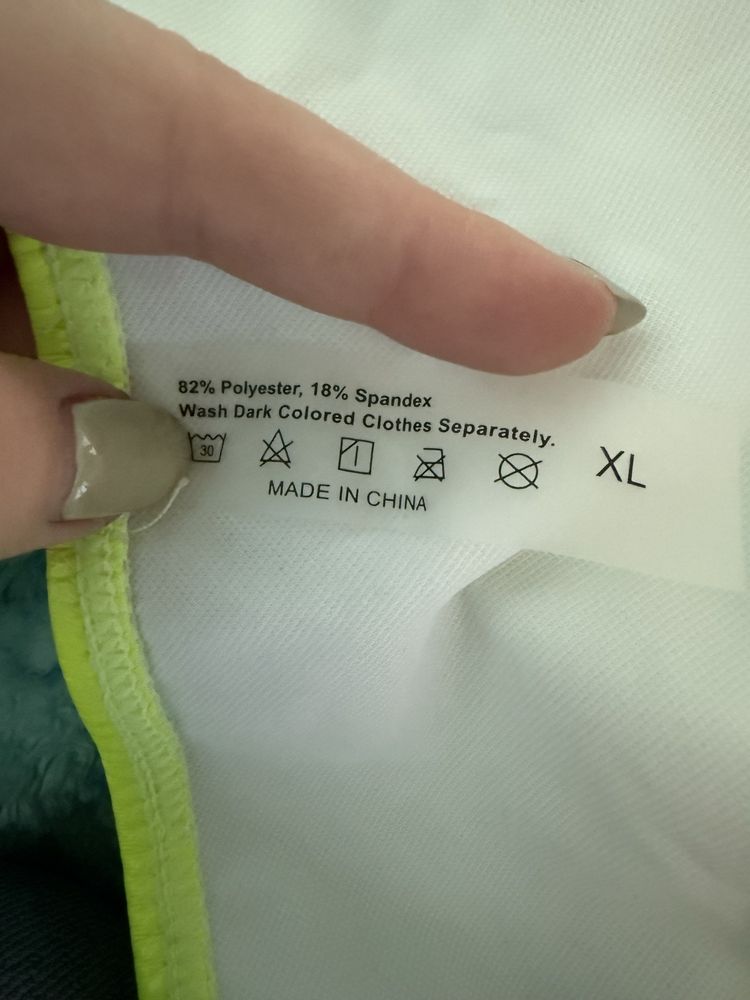 82% Polyester, 18% Spandex
Wash Dark Colored Clothes Separately.
30
XL
MADE IN CHINA